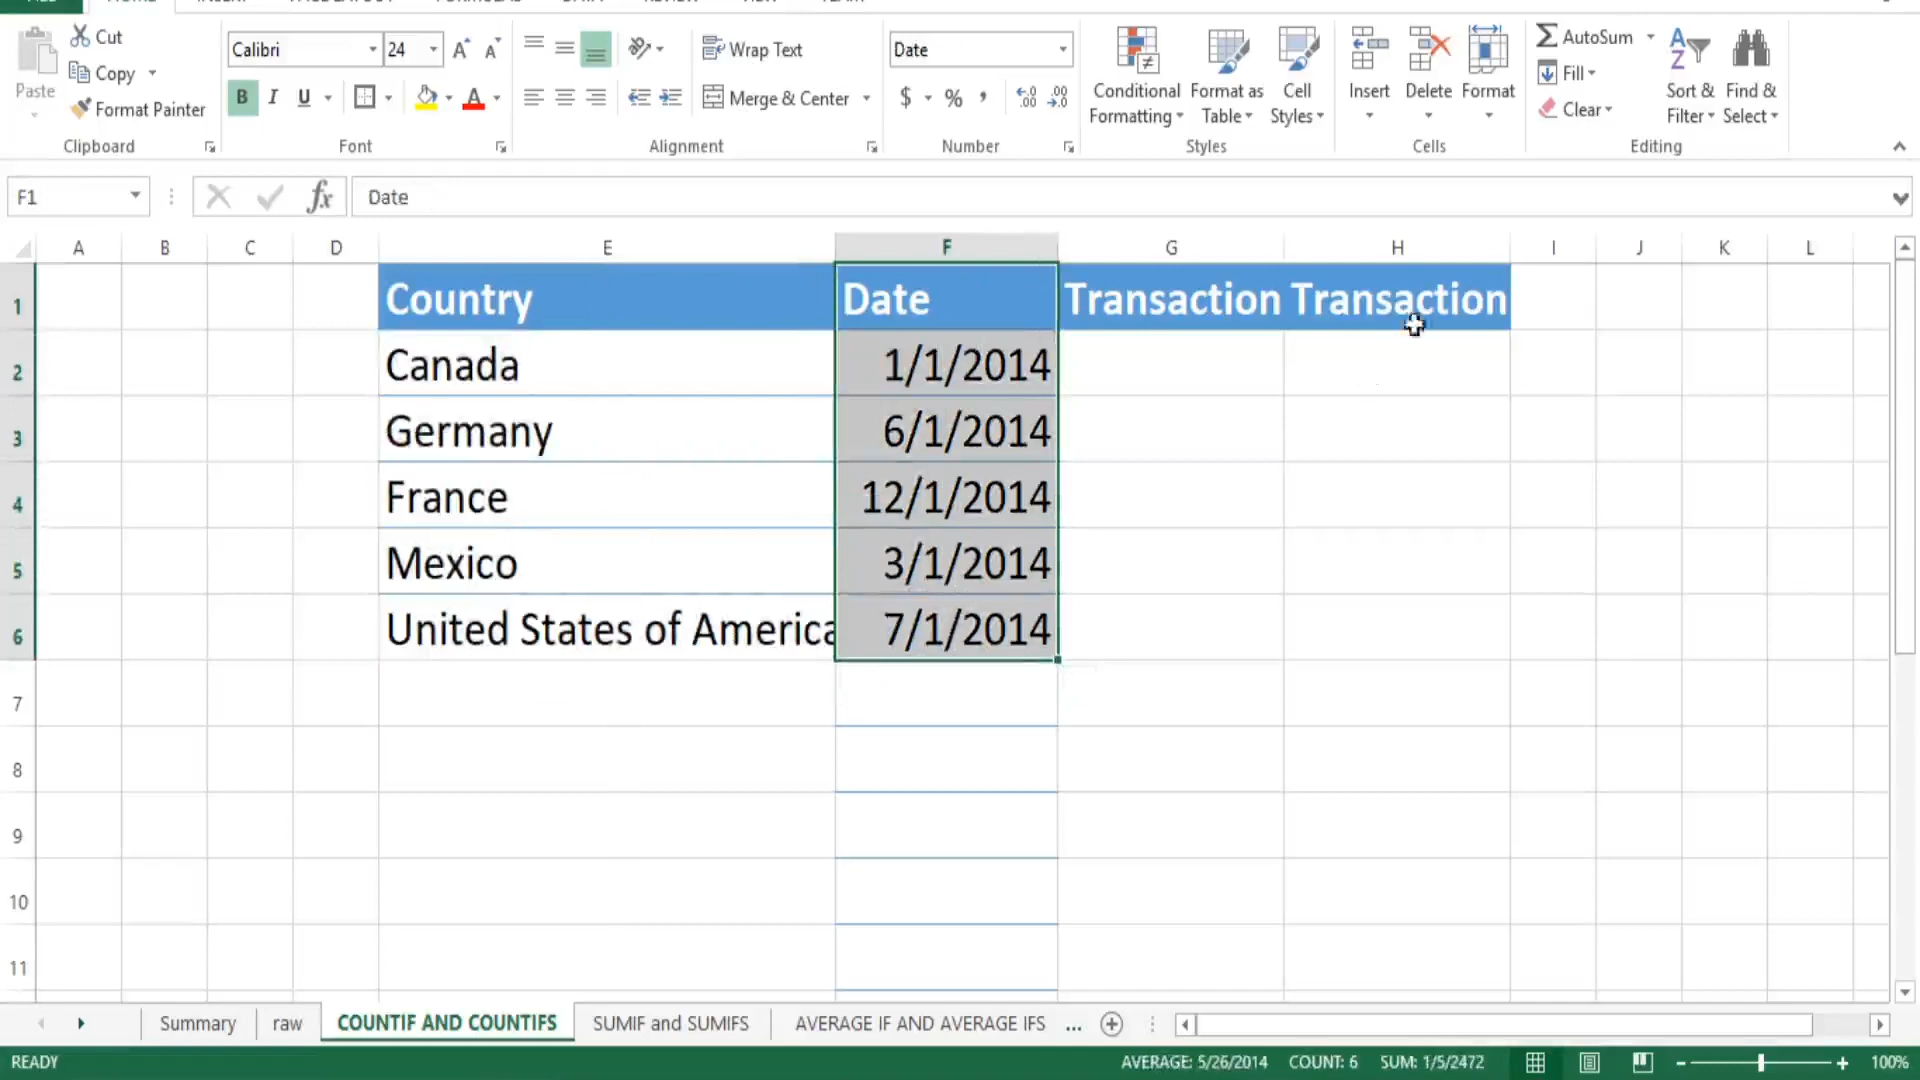 Cut
Calibri 24 Wrap Text Date AutoSum
Copy Fill
Paste Format Painter B I U Merge & Center $ % , Conditional Formatting Format as Table Cell Styles Insert Delete Format Clear Sort & Filter Find & Select
Clipboard Font Alignment Number Styles Cells Editing
F1 fx Date
A B C D E F G H I J K L
1 Country Date Transaction Transaction
2 Canada 1/1/2014
3 Germany 6/1/2014
4 France 12/1/2014
5 Mexico 3/1/2014
6 United States of America 7/1/2014
7
8
9
10
11
Summary raw COUNTIF AND COUNTIFS SUMIF and SUMIFS AVERAGE IF AND AVERAGE IFS ...
READY AVERAGE: 5/26/2014 COUNT: 6 SUM: 1/5/2472 100%